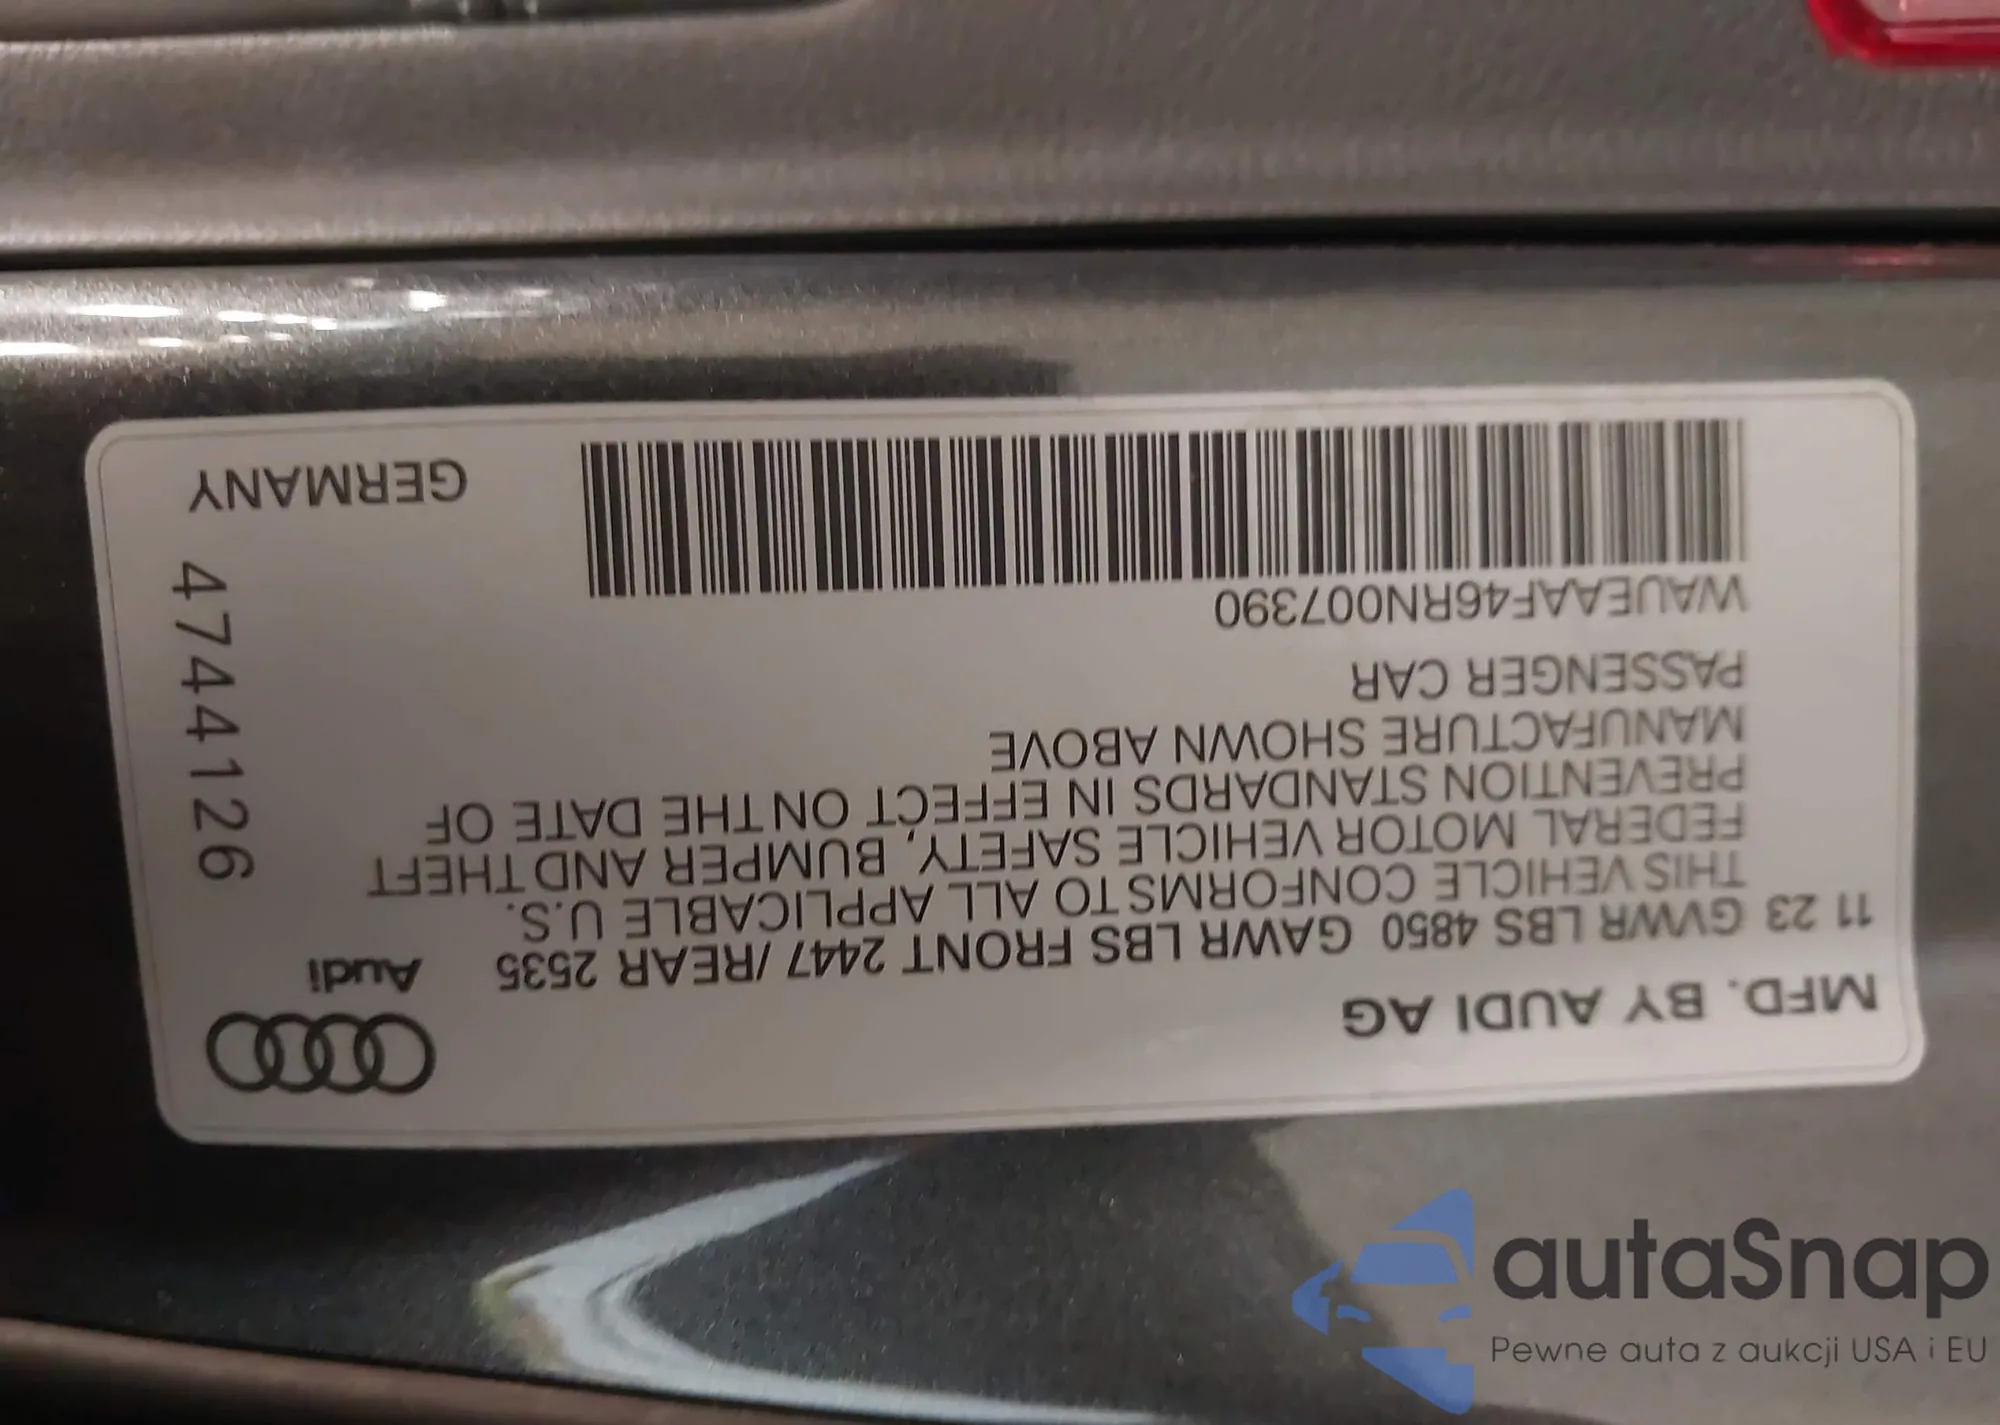 Audi
MFD. BY AUDI AG
11 23 GVWR LBS 4850 GAWR LBS FRONT 2447 /REAR 2535
THIS VEHICLE CONFORMS TO ALL APPLICABLE U.S.
FEDERAL MOTOR VEHICLE SAFETY, BUMPER AND THEFT
PREVENTION STANDARDS IN EFFECT ON THE DATE OF
MANUFACTURE SHOWN ABOVE
PASSENGER CAR
WAUEAAF46RN007390
GERMANY
4744126
autaSnap
Pewne auta z aukcji USA i EU